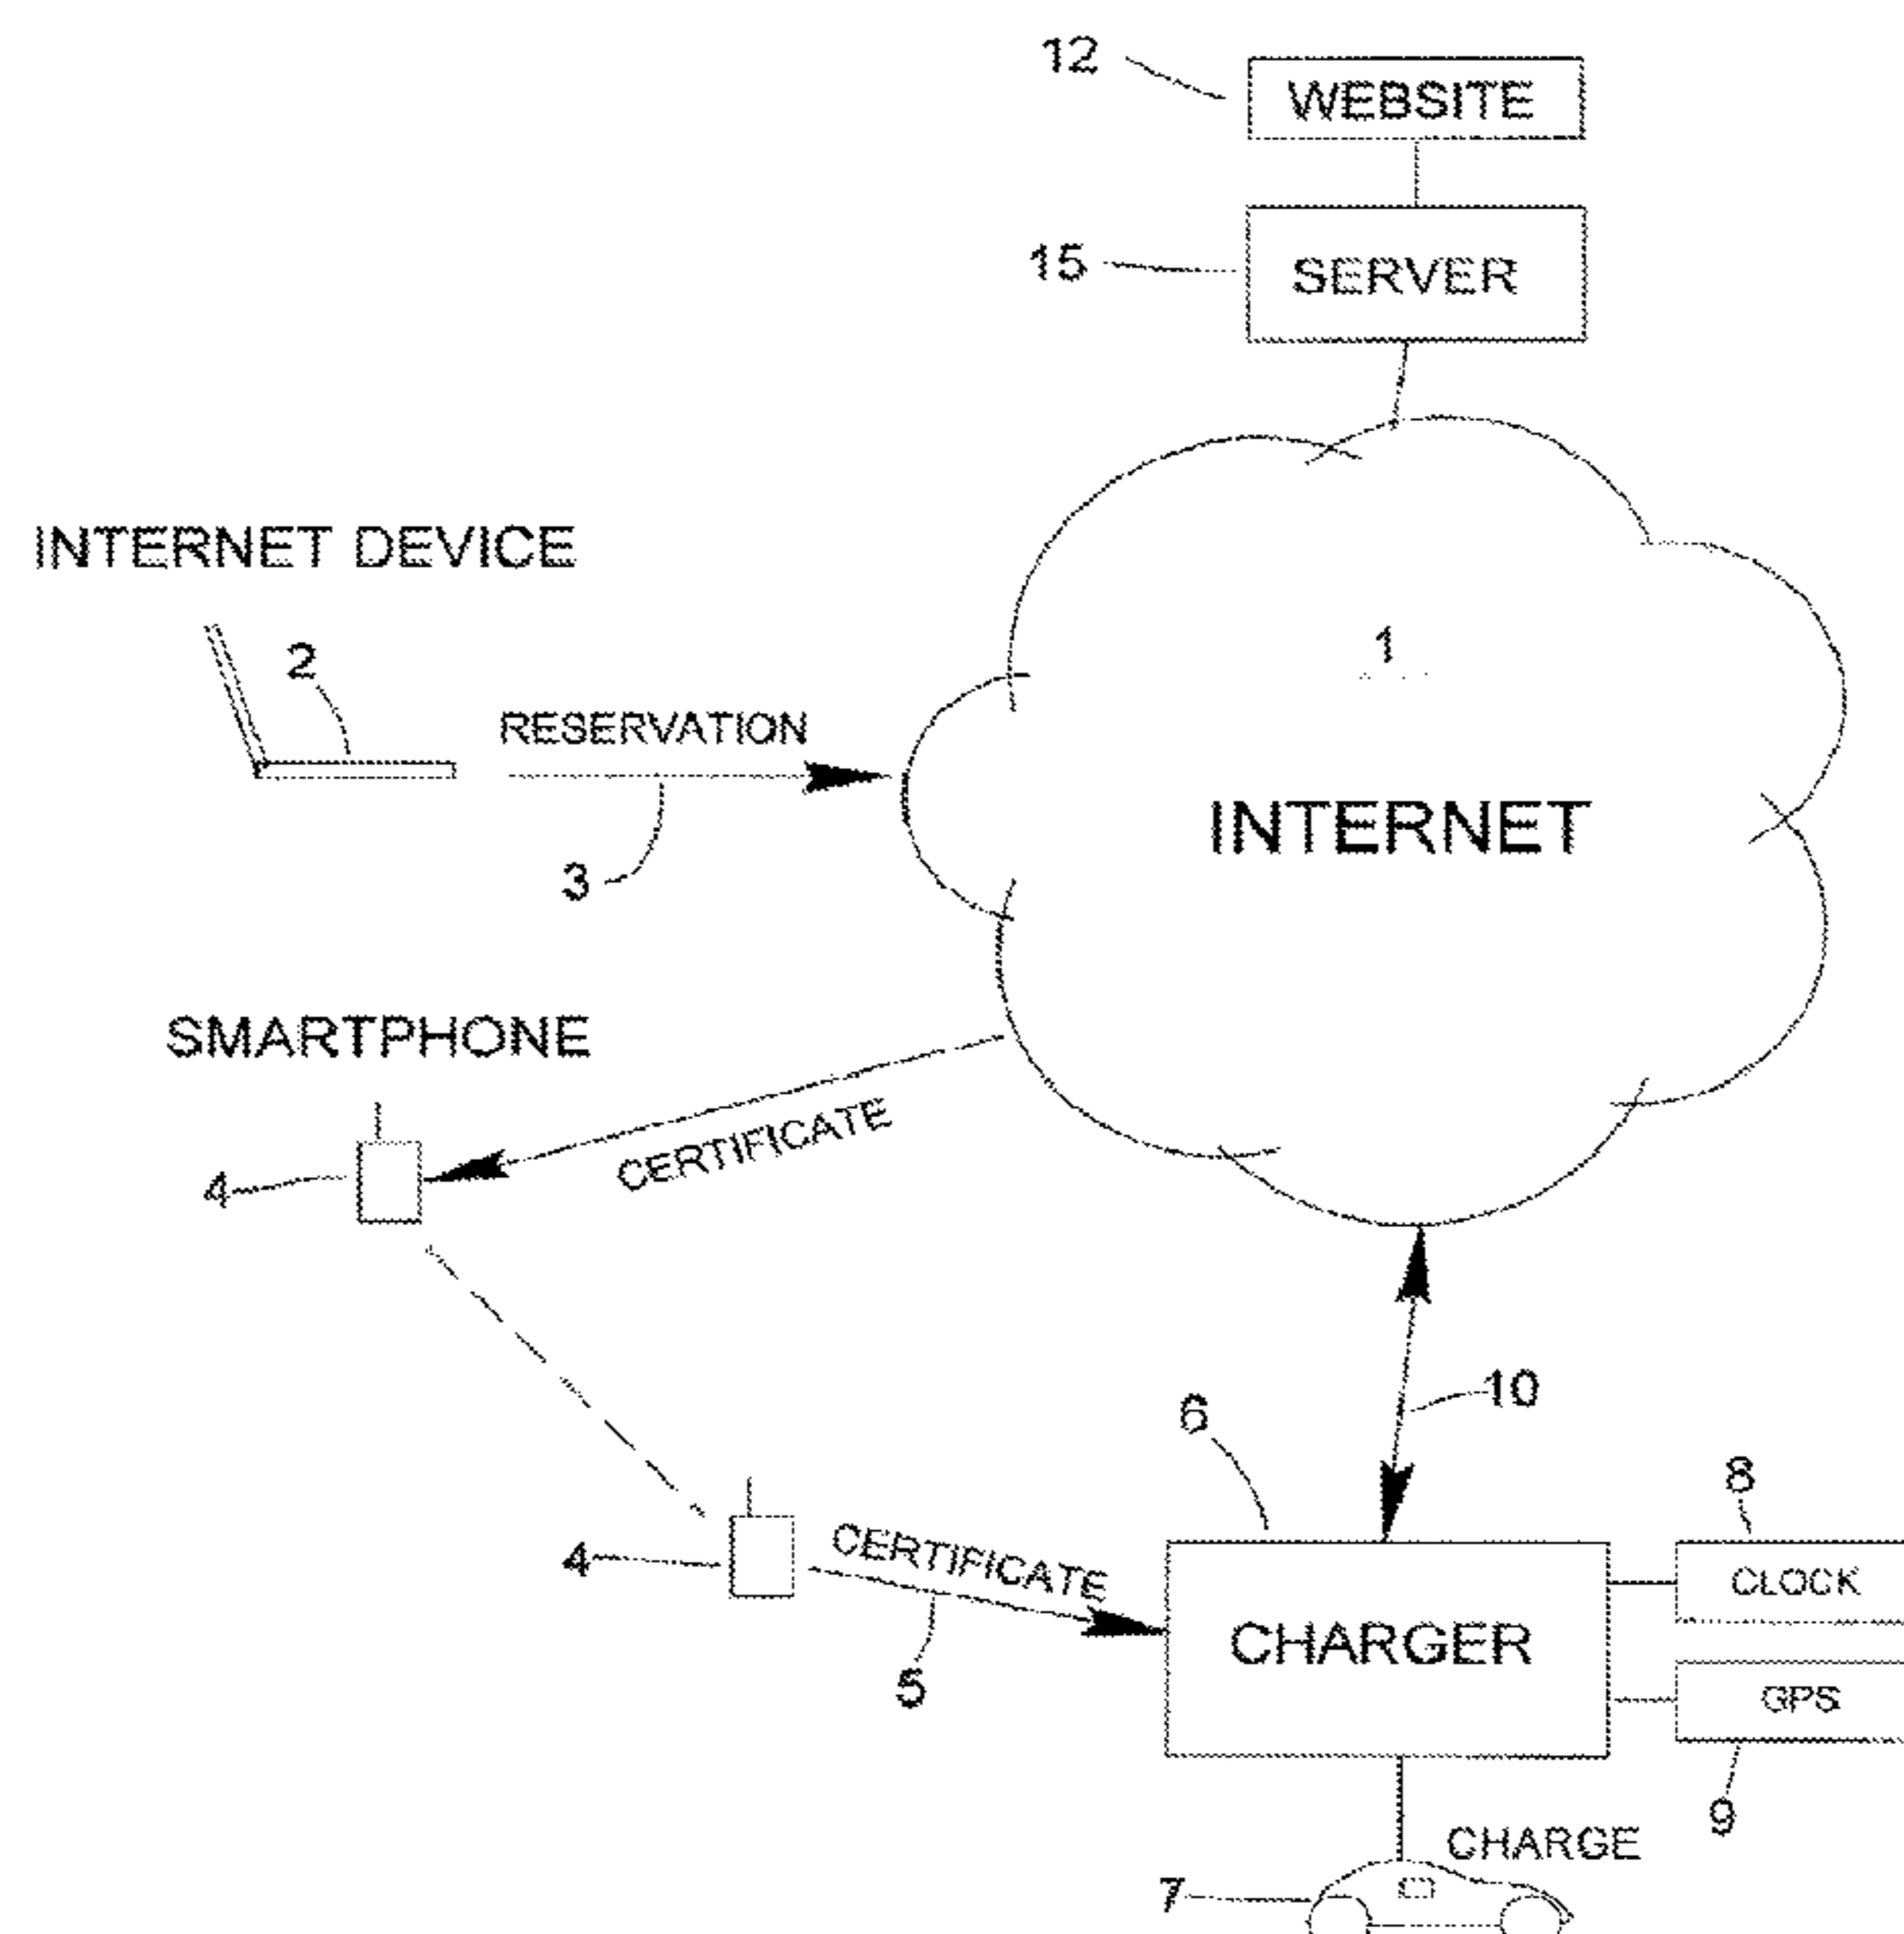 12
WEBSITE
15
SERVER
INTERNET DEVICE
2
RESERVATION
3
1
INTERNET
SMARTPHONE
4
CERTIFICATE
10
6
8
CLOCK
4
CERTIFICATE
5
CHARGER
GPS
9
CHARGE
7